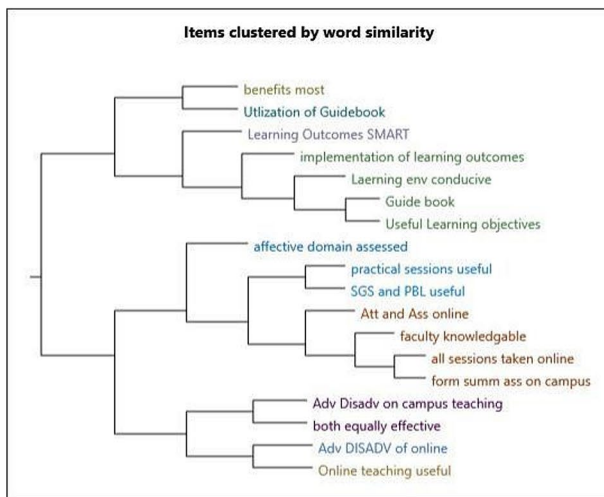 Items clustered by word similarity
benefits most
Utlization of Guidebook
Learning Outcomes SMART
implementation of learning outcomes
Laerning env conducive
Guide book
Useful Learning objectives
affective domain assessed
practical sessions useful
SGS and PBL useful
Att and Ass online
faculty knowledgable
all sessions taken online
form summ ass on campus
Adv Disadv on campus teaching
both equally effective
Adv DISADV of online
Online teaching useful